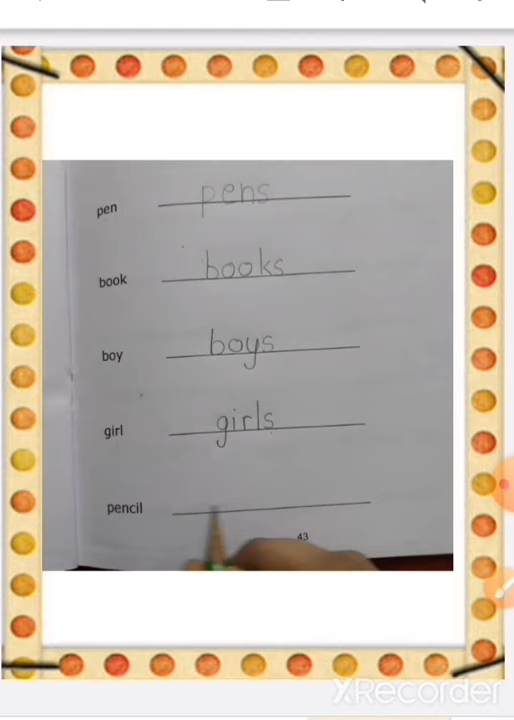 pen pens
book books
boy boys
girl girls
pencil
43
XRecorder